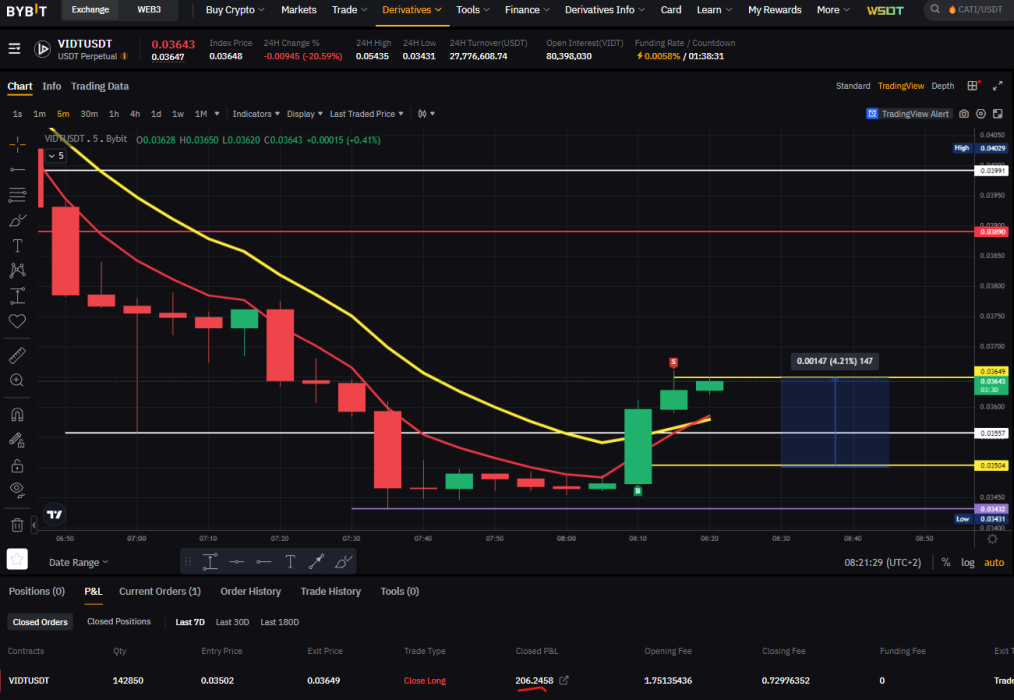 BYBIT Exchange WEB3 Buy Crypto Markets Trade Derivatives Tools Finance Derivatives Info Card Learn My Rewards More WSOT CATI/USDT
VIDTUSDT 0.03643 Index Price 24H Change % 24H High 24H Low 24H Turnover(USDT) Open Interest(VIDT) Funding Rate / Countdown
USDT Perpetual 0.03647 0.03648 -0.00945 (-20.59%) 0.05435 0.03431 27,776,608.74 80,398,030 0.0058% / 01:38:31
Chart Info Trading Data Standard TradingView Depth
1s 1m 5m 30m 1h 4h 1d 1w 1M Indicators Display Last Traded Price TradingView Alert
VIDTUSDT . 5 . Bybit O0.03628 H0.03650 L0.03620 C0.03643 +0.00015 (+0.41%)
5
0.04050
High 0.04029
0.03991
0.03950
0.03890
0.03850
0.03800
0.03750
0.03700
S 0.00147 (4.21%) 147
0.03649
0.03643
03:30
0.03600
0.03557
0.03504
B
0.03450
0.03432
Low 0.03431
0.03400
06:50 07:00 07:10 07:20 07:30 07:40 07:50 08:00 08:10 08:20 08:30 08:40 08:50
Date Range T 08:21:29 (UTC+2) % log auto
Positions (0) P&L Current Orders (1) Order History Trade History Tools (0)
Closed Orders Closed Positions Last 7D Last 30D Last 180D
Contracts Qty Entry Price Exit Price Trade Type Closed P&L Opening Fee Closing Fee Funding Fee Exit T
VIDTUSDT 142850 0.03502 0.03649 Close Long 206.2458 1.75135436 0.72976352 0 Trade